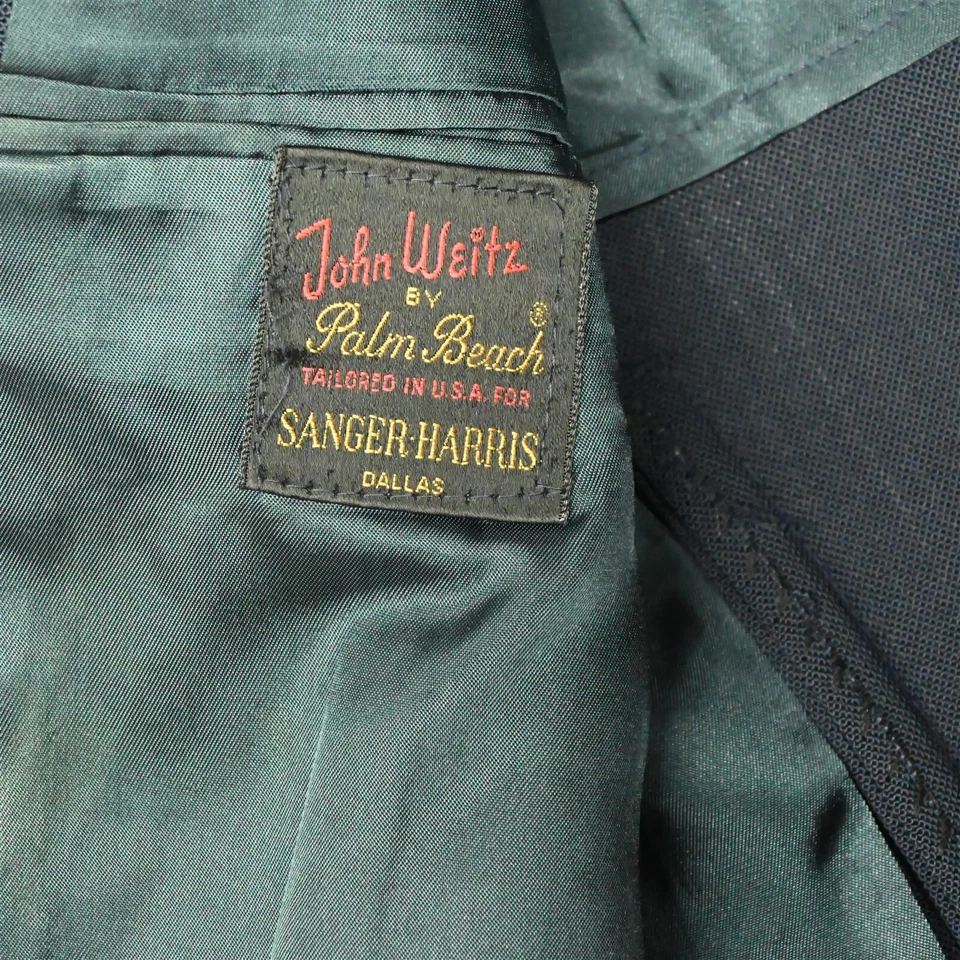 John Weitz
BY
Palm Beach®
TAILORED IN U.S.A. FOR
SANGER-HARRIS
DALLAS